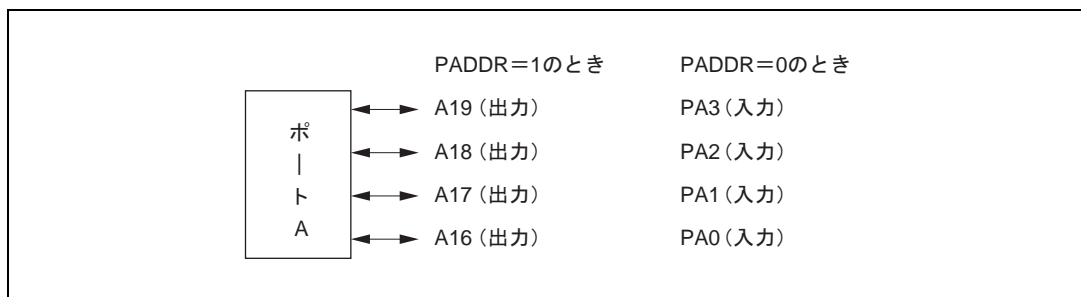 PADDR=1のとき PADDR=0のとき
A19(出力) PA3(入力)
A18(出力) PA2(入力)
A17(出力) PA1(入力)
A16(出力) PA0(入力)
ポートA